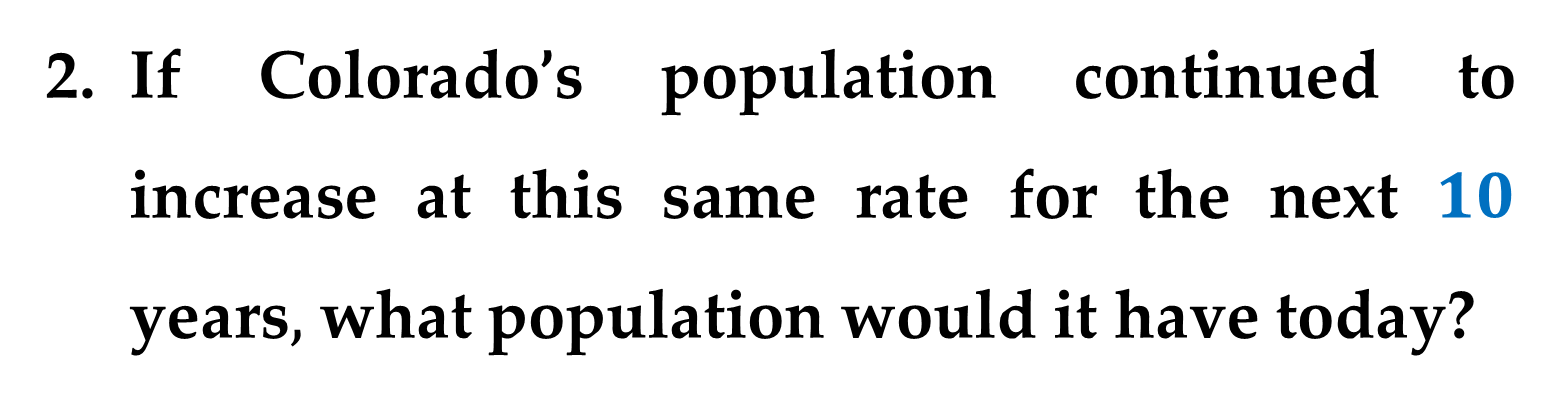 2. If Colorado’s population continued to
increase at this same rate for the next 10
years, what population would it have today?